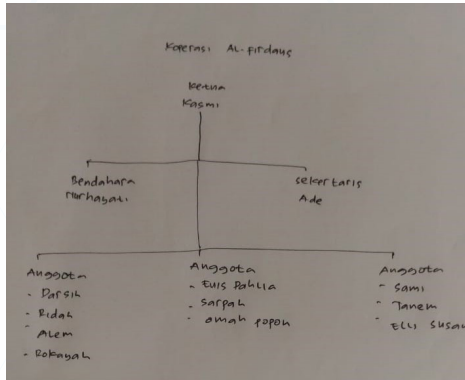 Koperasi Al-Firdaus
Ketua
Kasmi
Bendahara
Nurhayati
Sekertaris
Ade
Anggota
- Darsih
- Ridah
- Alem
- Rokayah
Anggota
- Euis Dahlia
- Sarpah
- omah popon
Anggota
- Sami
- Tanem
- Elli Susan